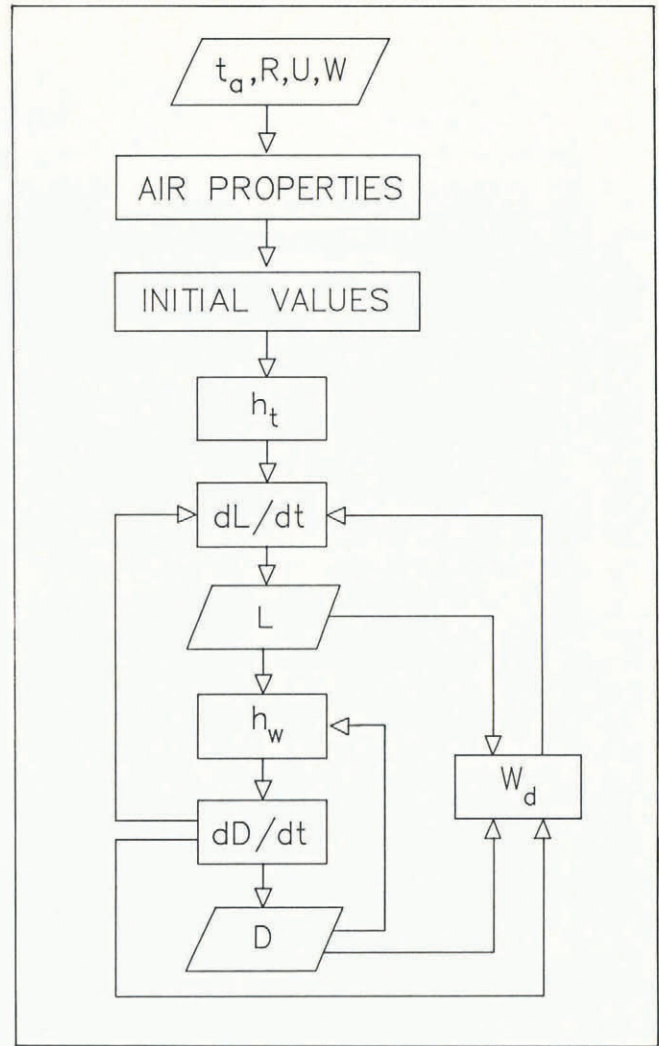 t_a,R,U,W
AIR PROPERTIES
INITIAL VALUES
h_t
dL/dt
L
h_w
W_d
dD/dt
D